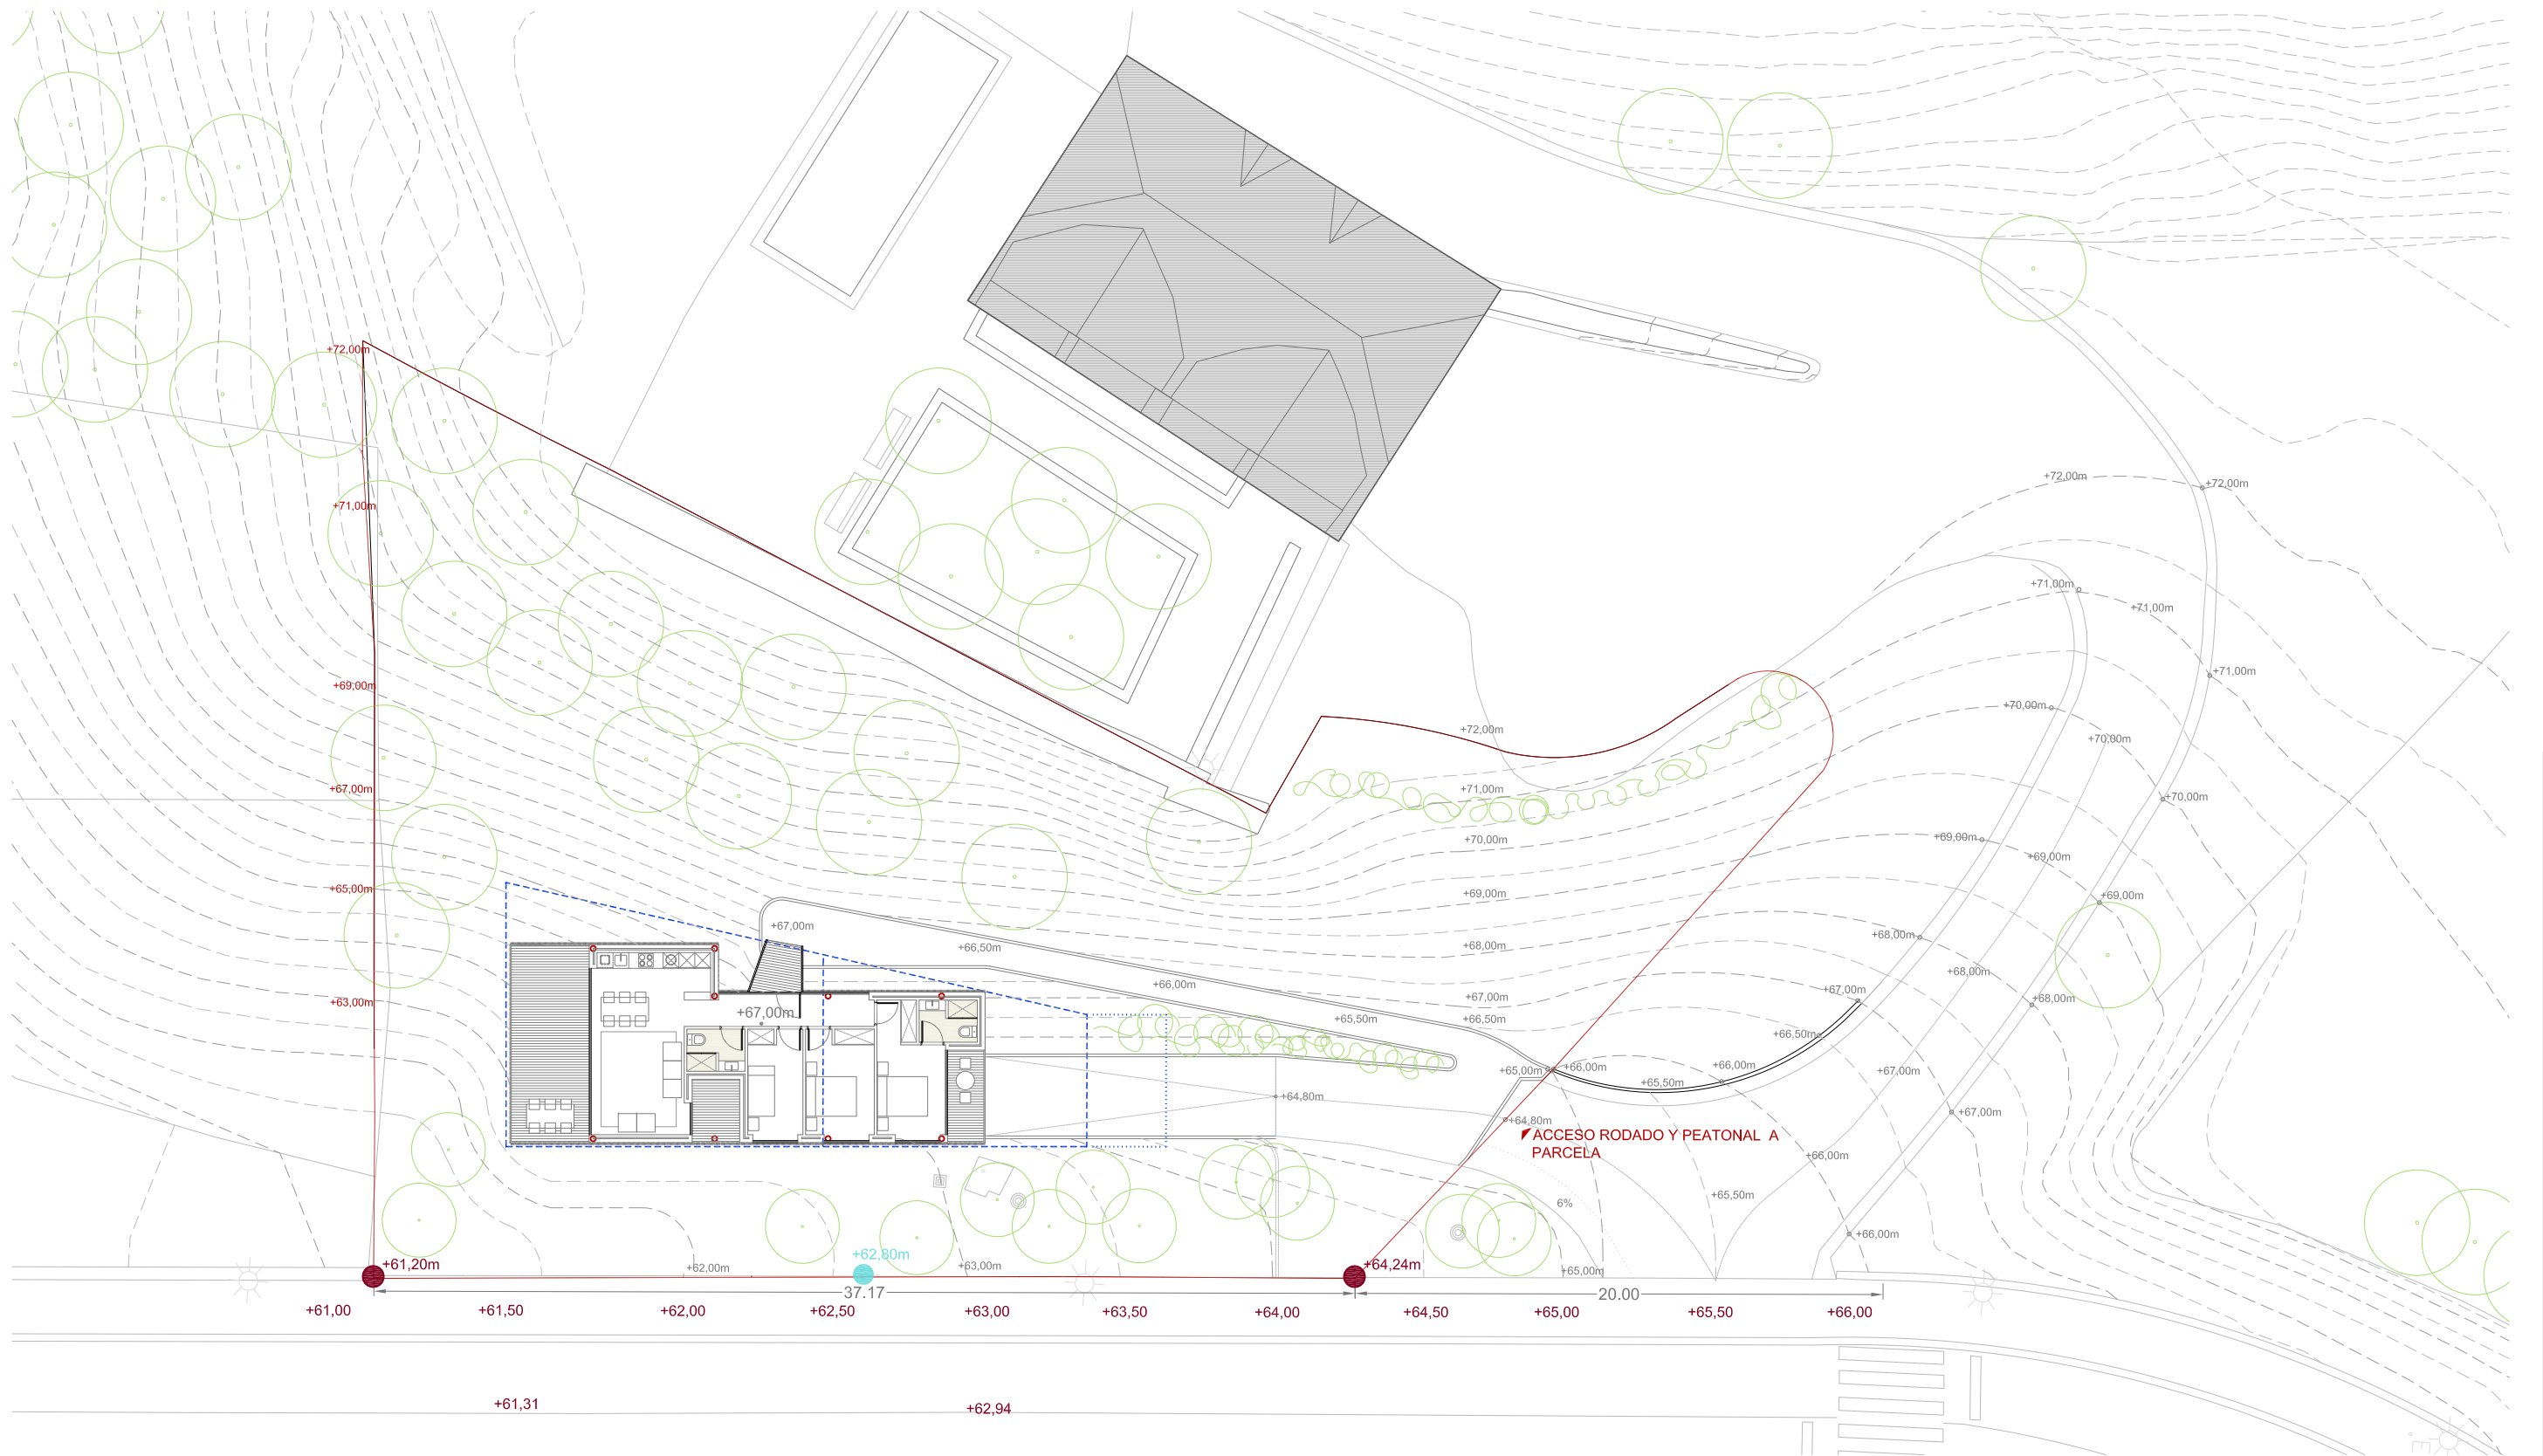 +72,00m
+72,00m
+72,00m
+71,00m
+71,00m
+71,00m
+71,00m
+69,00m
+70,00m
+72,00m
+70,00m
+67,00m
+71,00m
+70,00m
+69,00m
+70,00m
+69,00m
+65,00m
+69,00m
+69,00m
+67,00m
+66,50m
+68,00m
+68,00m
+68,00m
+66,00m
+67,00m
+67,00m
+68,00m
+63,00m
+67,00m
+65,50m
+66,50m
+66,50m
+65,00m
+66,00m
+66,00m
+67,00m
+65,50m
+64,80m
+64,80m
+67,00m
ACCESO RODADO Y PEATONAL A
PARCELA
+66,00m
+65,50m
6%
+66,00m
+62,80m
+61,20m
+62,00m
+63,00m
+64,24m
+65,00m
37.17
20.00
+61,00
+61,50
+62,00
+62,50
+63,00
+63,50
+64,00
+64,50
+65,00
+65,50
+66,00
+61,31
+62,94